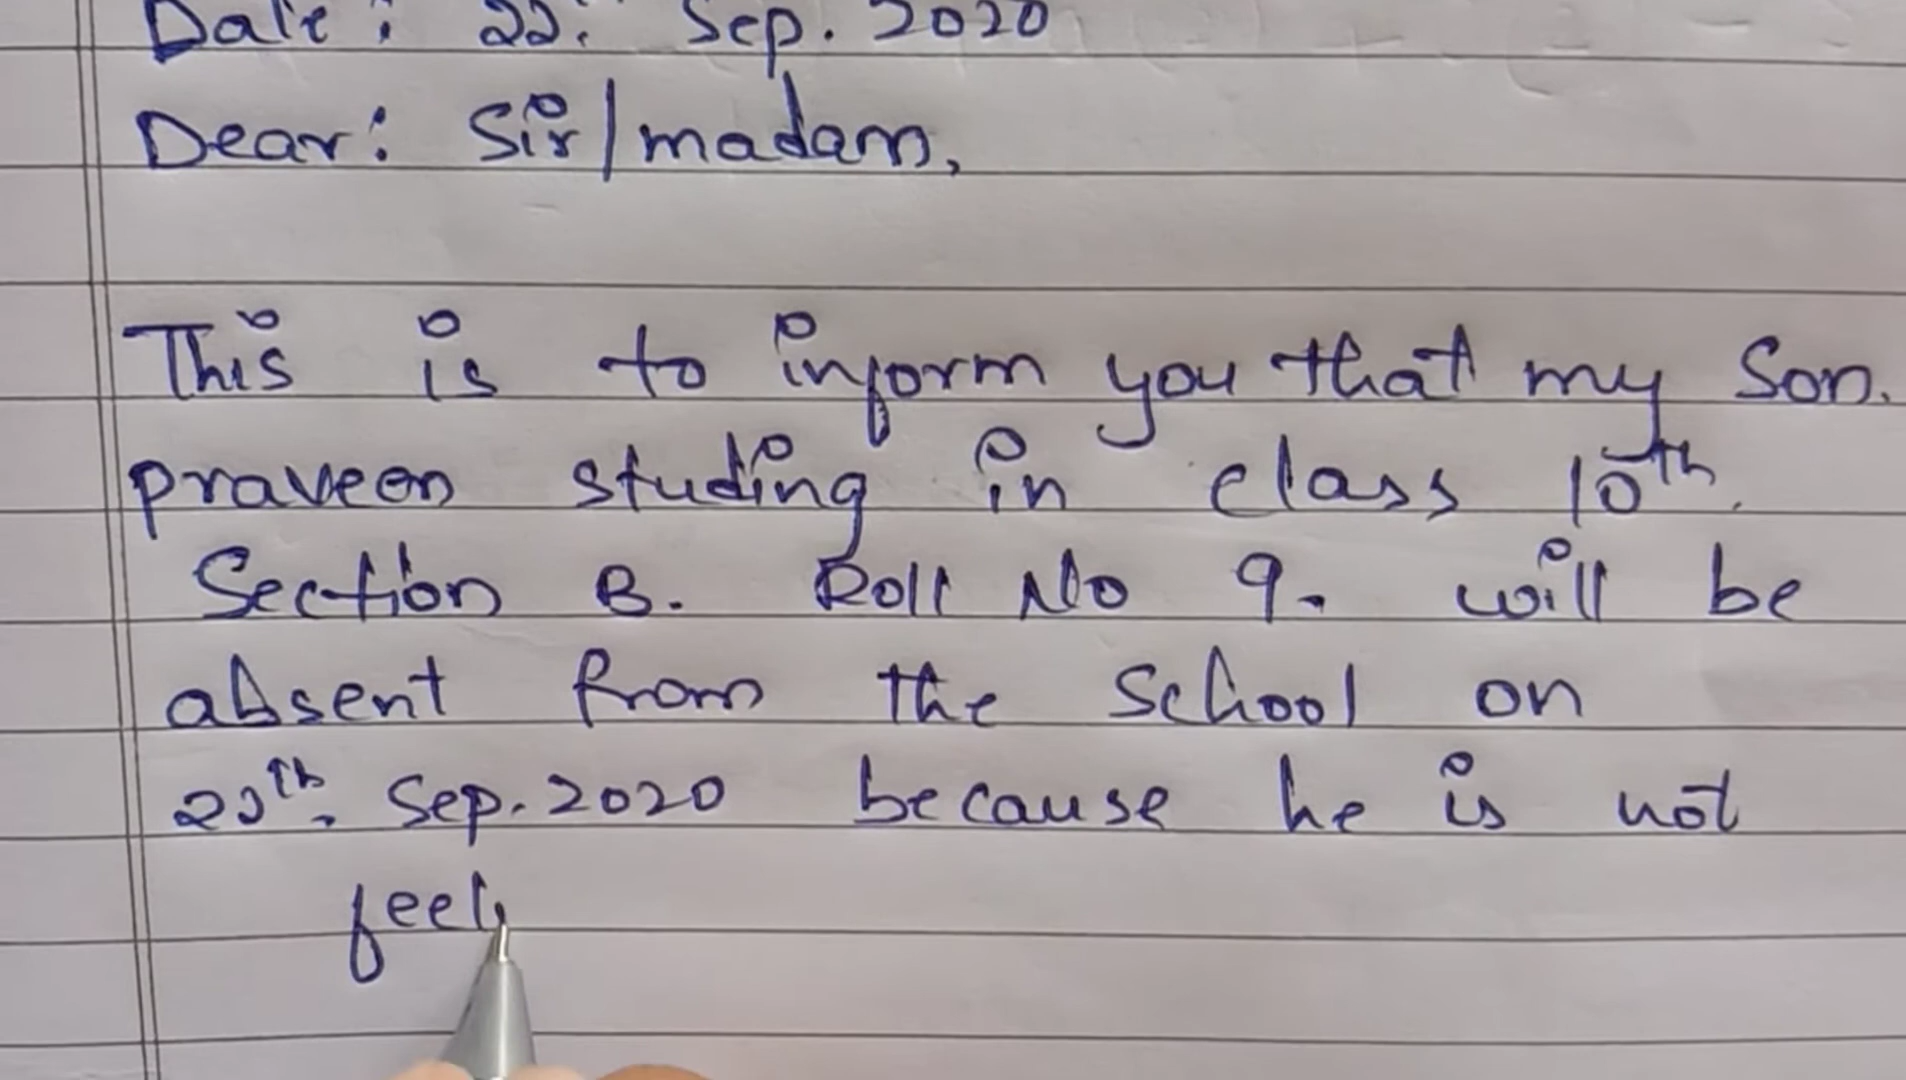 Date : 22. Sep. 2020
Dear: Sir/madam,
This is to inform you that my Son.
praveen studing in class 10th.
Section B. Roll No 9. will be
absent from the School on
22th. Sep. 2020 because he is not
feel